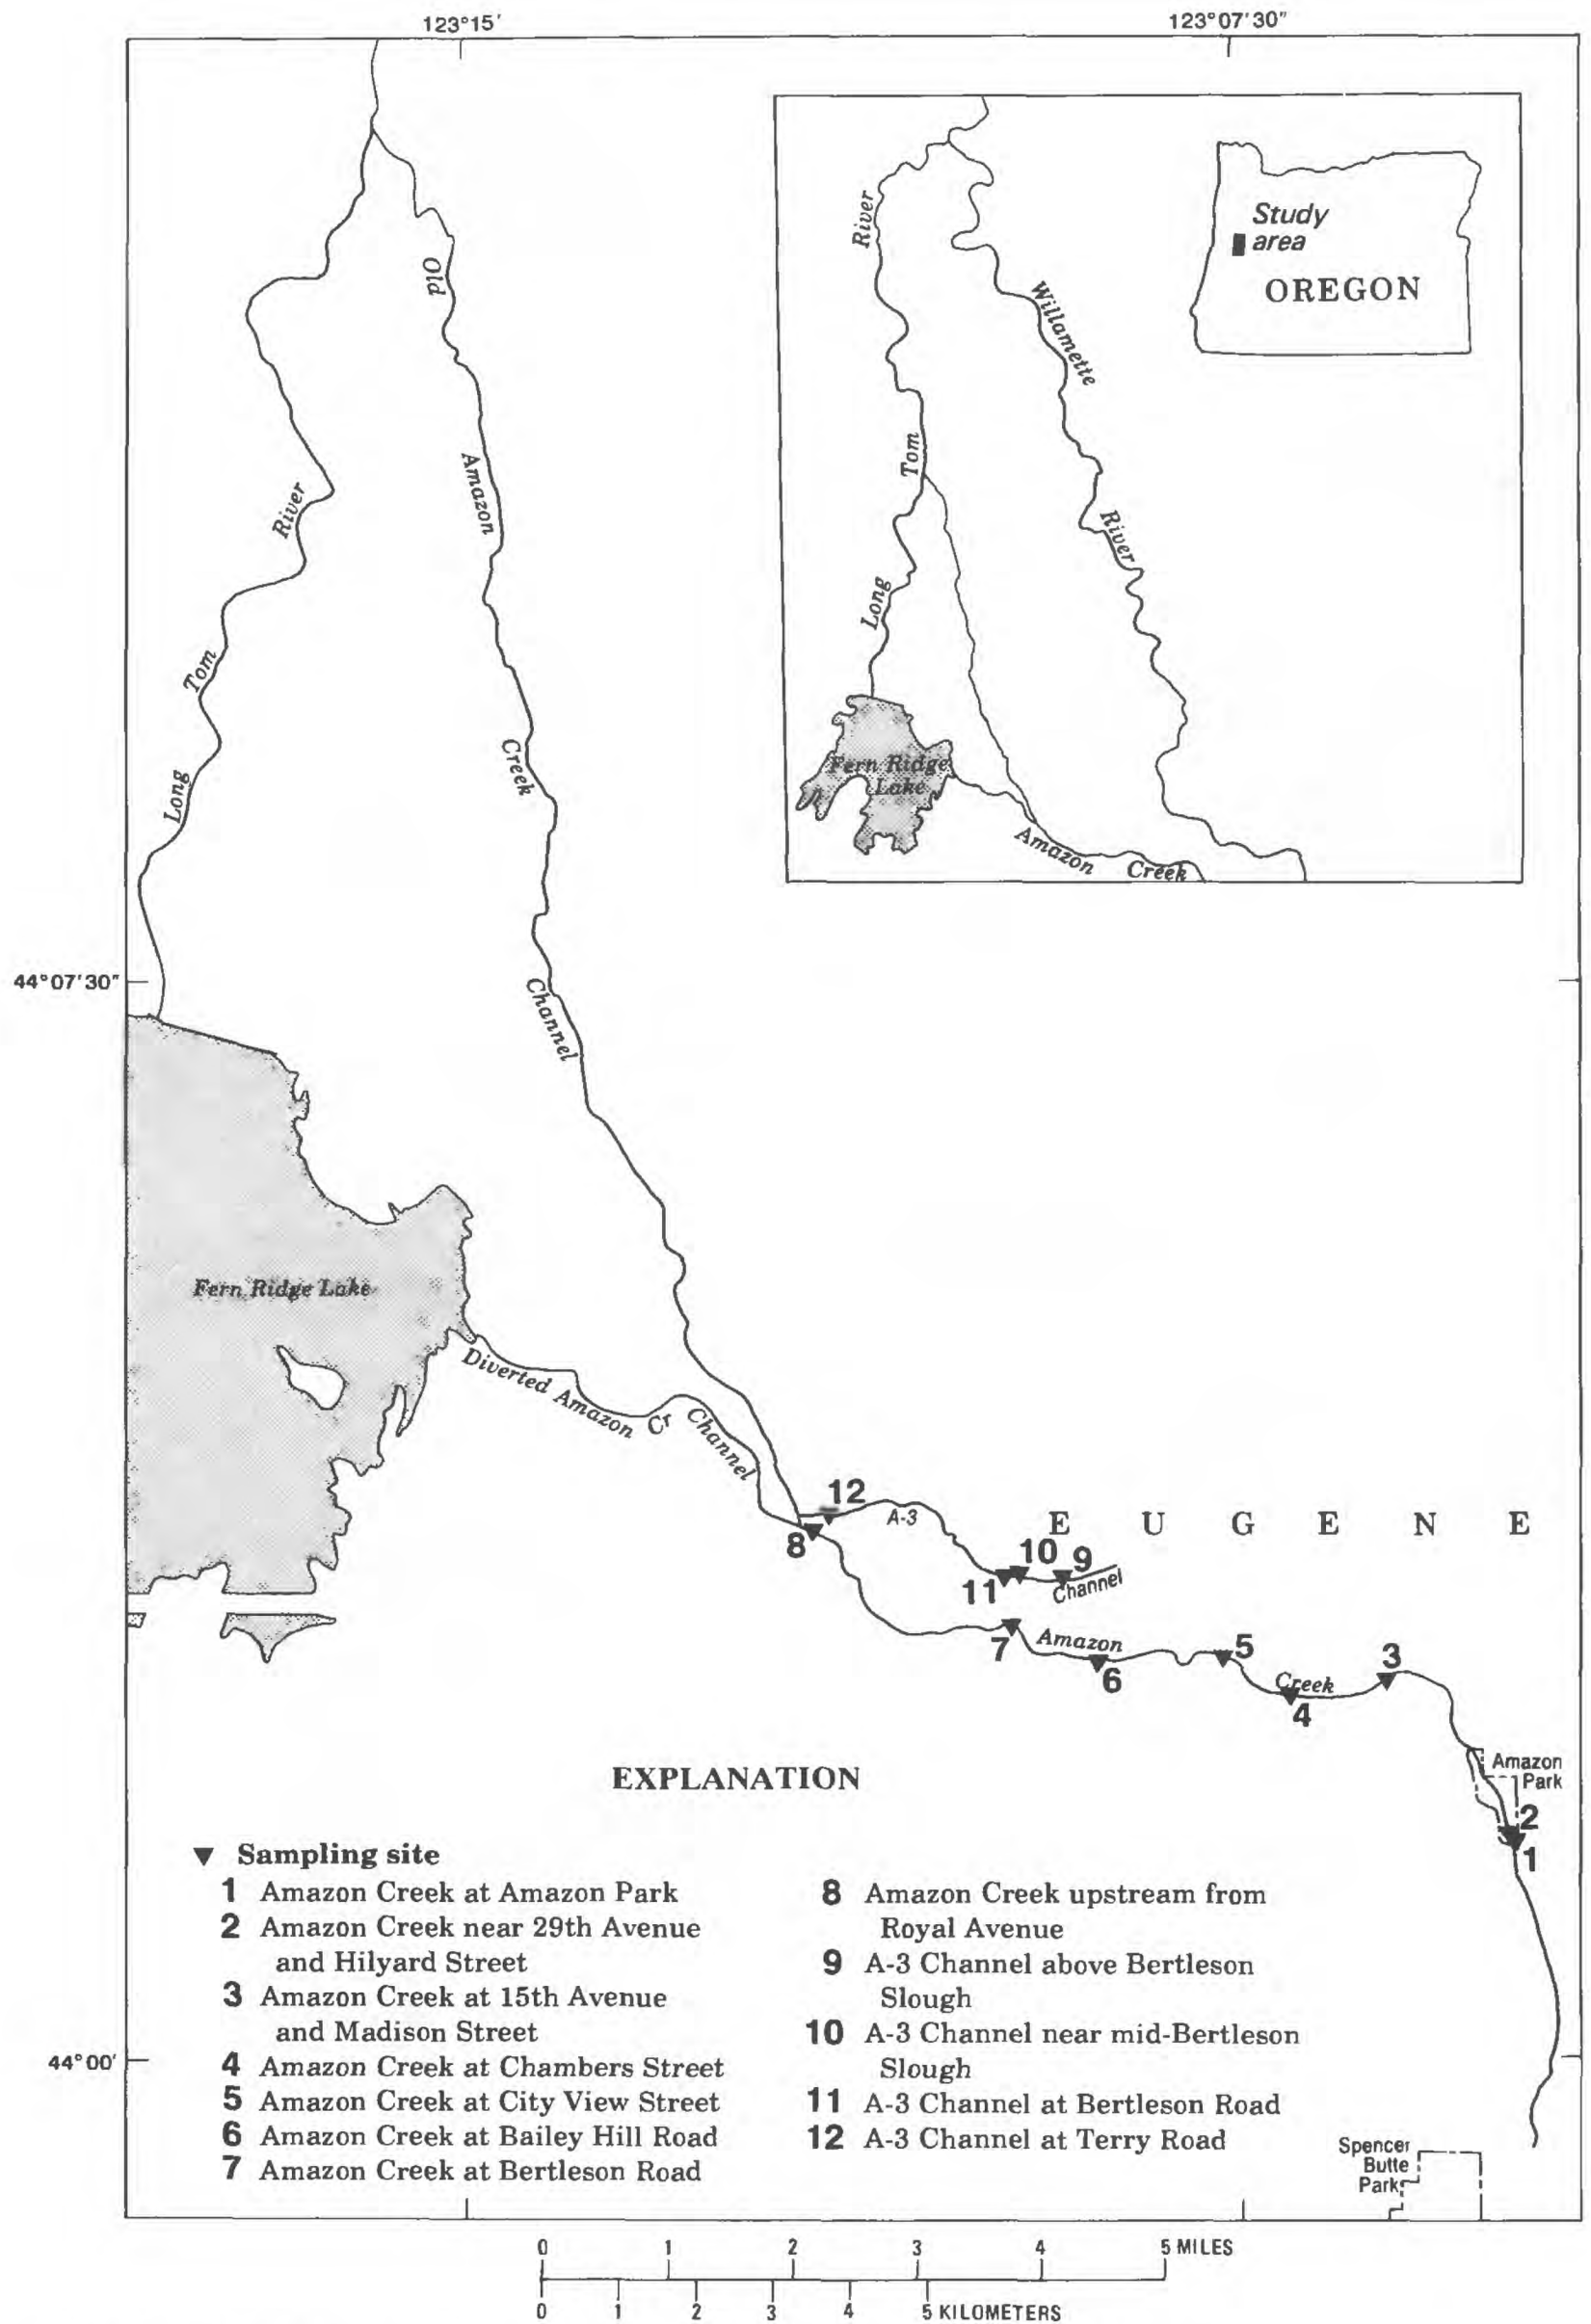 123°15'
123°07'30"
River
Study
area
OREGON
Old
Willamette
Amazon
Tom
River
River
Long
Tom
Creek
Long
Fern Ridge
Lake
Amazon Creek
44°07'30"
Channel
Fern Ridge Lake
Diverted Amazon Cr Channel
12
A-3
EUGENE
8
10 9
11
Channel
7
Amazon
6
5
Creek
4
3
Amazon
Park
2
1
EXPLANATION
Sampling site
1 Amazon Creek at Amazon Park
2 Amazon Creek near 29th Avenue
and Hilyard Street
3 Amazon Creek at 15th Avenue
and Madison Street
4 Amazon Creek at Chambers Street
5 Amazon Creek at City View Street
6 Amazon Creek at Bailey Hill Road
7 Amazon Creek at Bertleson Road
8 Amazon Creek upstream from
Royal Avenue
9 A-3 Channel above Bertleson
Slough
10 A-3 Channel near mid-Bertleson
Slough
11 A-3 Channel at Bertleson Road
12 A-3 Channel at Terry Road
44°00'
Spencer
Butte
Park
0 1 2 3 4 5 MILES
0 1 2 3 4 5 KILOMETERS